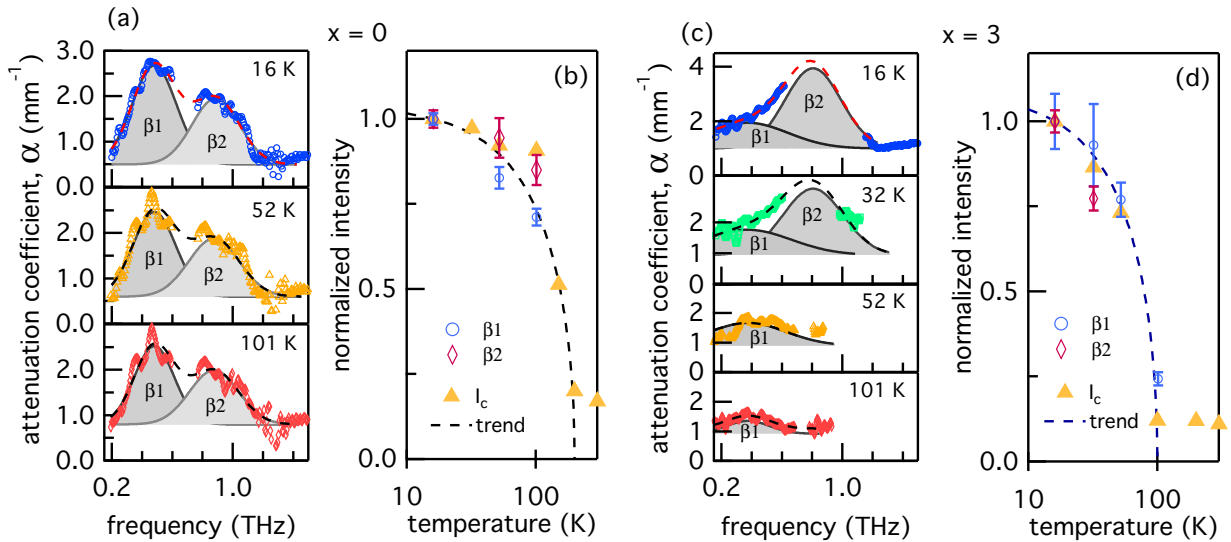 (a)
x = 0
(c)
x = 3
attenuation coefficient, α (mm⁻¹)
3.0
2.0
1.0
0.0
2.0
1.0
0.0
2.0
1.0
0.0
16 K
β1
β2
52 K
β1
β2
101 K
β1
β2
0.2
1.0
frequency (THz)
(b)
normalized intensity
1.0
0.5
0.0
β1
β2
I_c
trend
10
100
temperature (K)
attenuation coefficient, α (mm⁻¹)
4
2
0
2
1
0
2
1
0
2
1
0
16 K
β1
β2
32 K
β1
β2
52 K
β1
101 K
β1
0.2
1.0
frequency (THz)
(d)
normalized intensity
1.0
0.5
0.0
β1
β2
I_c
trend
10
100
temperature (K)